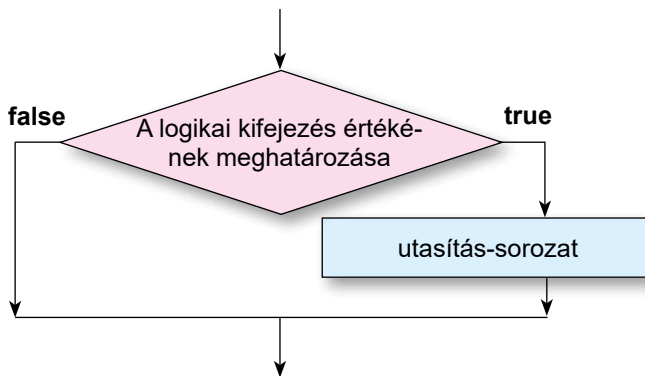 false
true
A logikai kifejezés értéké-
nek meghatározása
utasítás-sorozat